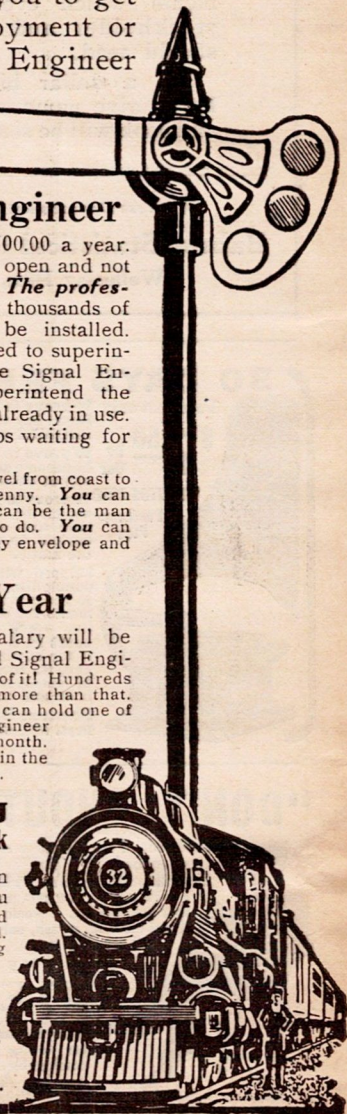 you to get
oyment or
Engineer
ngineer
00.00 a year.
open and not
The profes-
thousands of
be installed.
ed to superin-
e Signal En-
perintend the
already in use.
os waiting for
vel from coast to
enny. You can
can be the man
o do. You can
y envelope and
Year
alary will be
l Signal Engi-
of it! Hundreds
more than that.
can hold one of
gineer
month.
in the
g
k
n
u
d
g
32